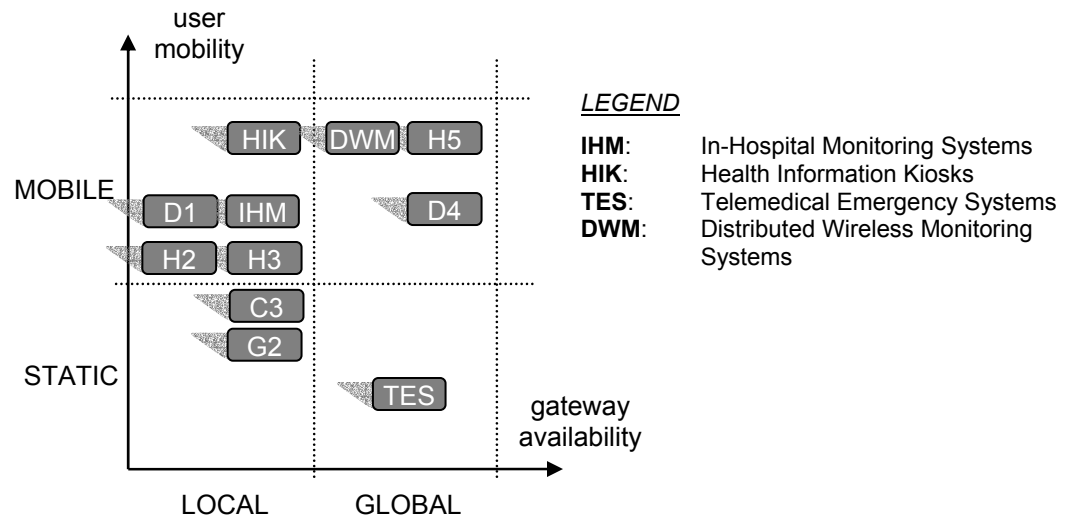 user
mobility
LEGEND
HIK DWM H5
IHM: In-Hospital Monitoring Systems
HIK: Health Information Kiosks
MOBILE
TES: Telemedical Emergency Systems
D1 IHM D4
DWM: Distributed Wireless Monitoring
Systems
H2 H3
C3
G2
STATIC
TES
gateway
availability
LOCAL GLOBAL